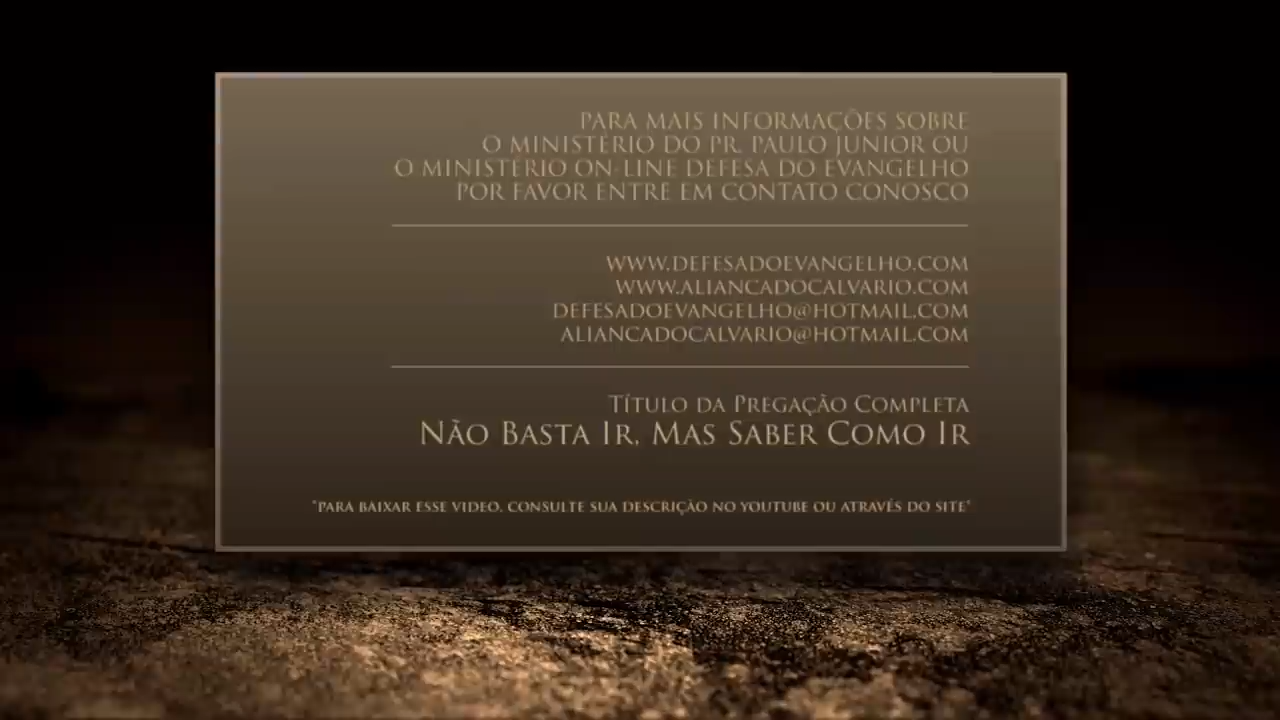 PARA MAIS INFORMAÇÕES SOBRE
O MINISTÉRIO DO PR. PAULO JUNIOR OU
O MINISTÉRIO ON-LINE DEFESA DO EVANGELHO
POR FAVOR ENTRE EM CONTATO CONOSCO
WWW.DEFESADOEVANGELHO.COM
WWW.ALIANCADOCALVARIO.COM
DEFESADOEVANGELHO@HOTMAIL.COM
ALIANCADOCALVARIO@HOTMAIL.COM
TÍTULO DA PREGAÇÃO COMPLETA
NÃO BASTA IR, MAS SABER COMO IR
"PARA BAIXAR ESSE VIDEO, CONSULTE SUA DESCRIÇÃO NO YOUTUBE OU ATRAVÉS DO SITE"